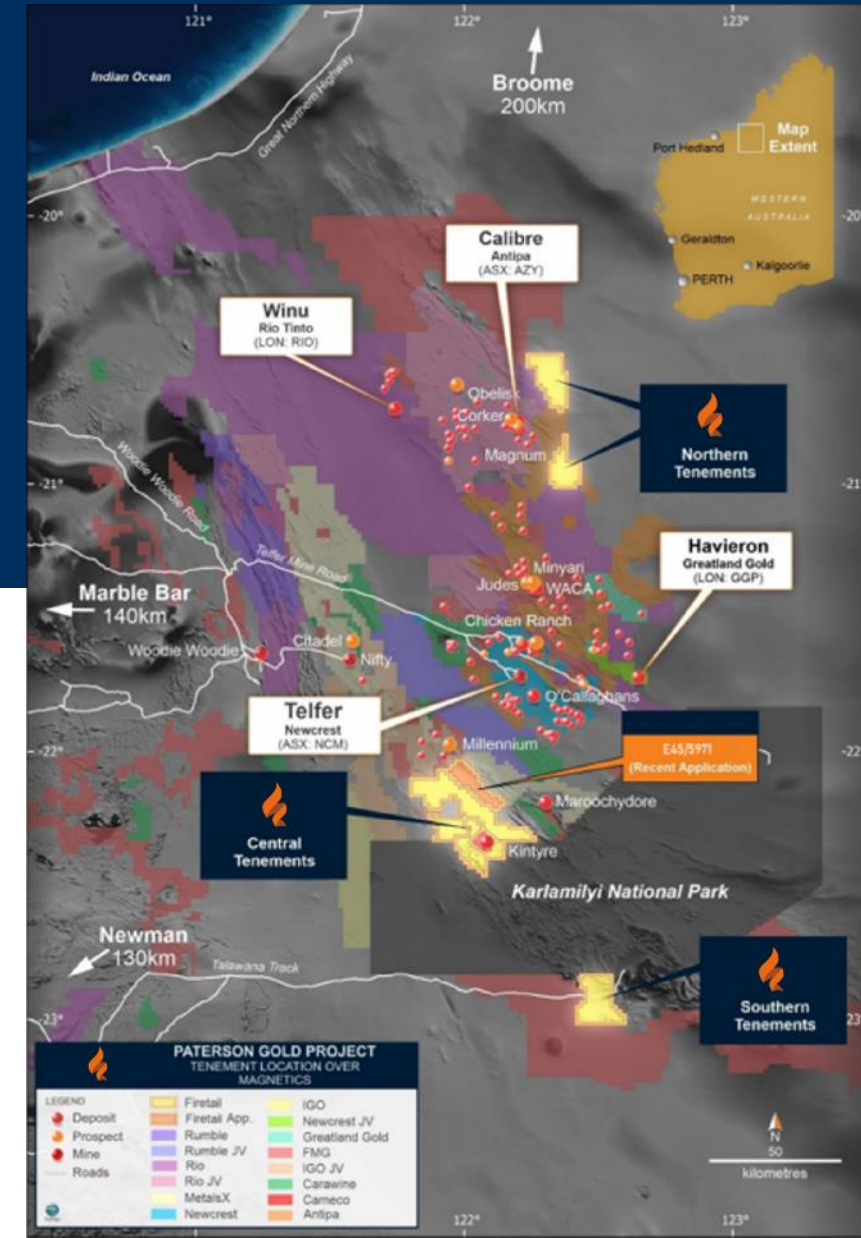 121°
122°
123°
Indian Ocean
Great Northern Highway
Broome
200km
Port Hedland
Map
Extent
WESTERN
AUSTRALIA
Geraldton
Kalgoorlie
PERTH
-20°
-20°
Calibre
Antipa
(ASX: AZY)
Winu
Rio Tinto
(LON: RIO)
Obelisk
Corker
Magnum
Northern
Tenements
-21°
-21°
Woodie Woodie Road
Telfer Mine Road
Havieron
Greatland Gold
(LON: GGP)
Minyari
Judes
WACA
Marble Bar
140km
Chicken Ranch
Citadel
Woodie Woodie
Nifty
O'Callaghans
Telfer
Newcrest
(ASX: NCM)
Millennium
E45/5971
(Recent Application)
-22°
-22°
Maroochydore
Central
Tenements
Kintyre
Karlamilyi National Park
Newman
130km
Talawana Track
Southern
Tenements
-23°
-23°
PATERSON GOLD PROJECT
TENEMENT LOCATION OVER
MAGNETICS
LEGEND
Deposit
Prospect
Mine
Roads
Firetail
Firetail App.
Rumble
Rumble JV
Rio
Rio JV
MetalsX
Newcrest
IGO
Newcrest JV
Greatland Gold
FMG
IGO JV
Carawine
Cameco
Antipa
N
50
kilometres
122°
123°